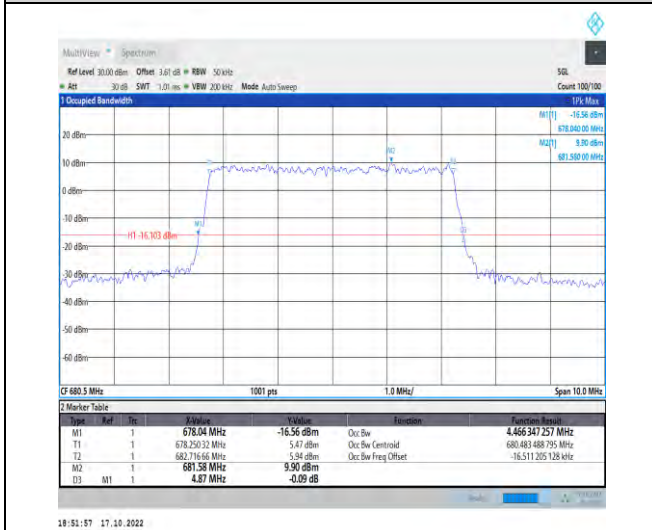 MultiView Spectrum
Ref Level 30.00 dBm Offset 3.61 dB RBW 50 kHz SGL
Att 30 dB SWT 1.01 ms VBW 200 kHz Mode Auto Sweep Count 100/100
1 Occupied Bandwidth 1Pk Max
M1[1] -16.56 dBm
678.040 00 MHz
M2[1] 9.90 dBm
681.580 00 MHz
20 dBm
M2
10 dBm
T1 T2
0 dBm
-10 dBm
M1
H1 -16.103 dBm
D3
-20 dBm
-30 dBm
-40 dBm
-50 dBm
-60 dBm
CF 680.5 MHz 1001 pts 1.0 MHz/ Span 10.0 MHz
2 Marker Table
Type Ref Trc X-Value Y-Value Function Function Result
M1 1 678.04 MHz -16.56 dBm Occ Bw 4.466 347 257 MHz
T1 1 678.250 32 MHz 5.47 dBm Occ Bw Centroid 680.483 488 795 MHz
T2 1 682.716 66 MHz 5.94 dBm Occ Bw Freq Offset -16.511 205 128 kHz
M2 1 681.58 MHz 9.90 dBm
D3 M1 1 4.87 MHz -0.09 dB
18:51:57 17.10.2022